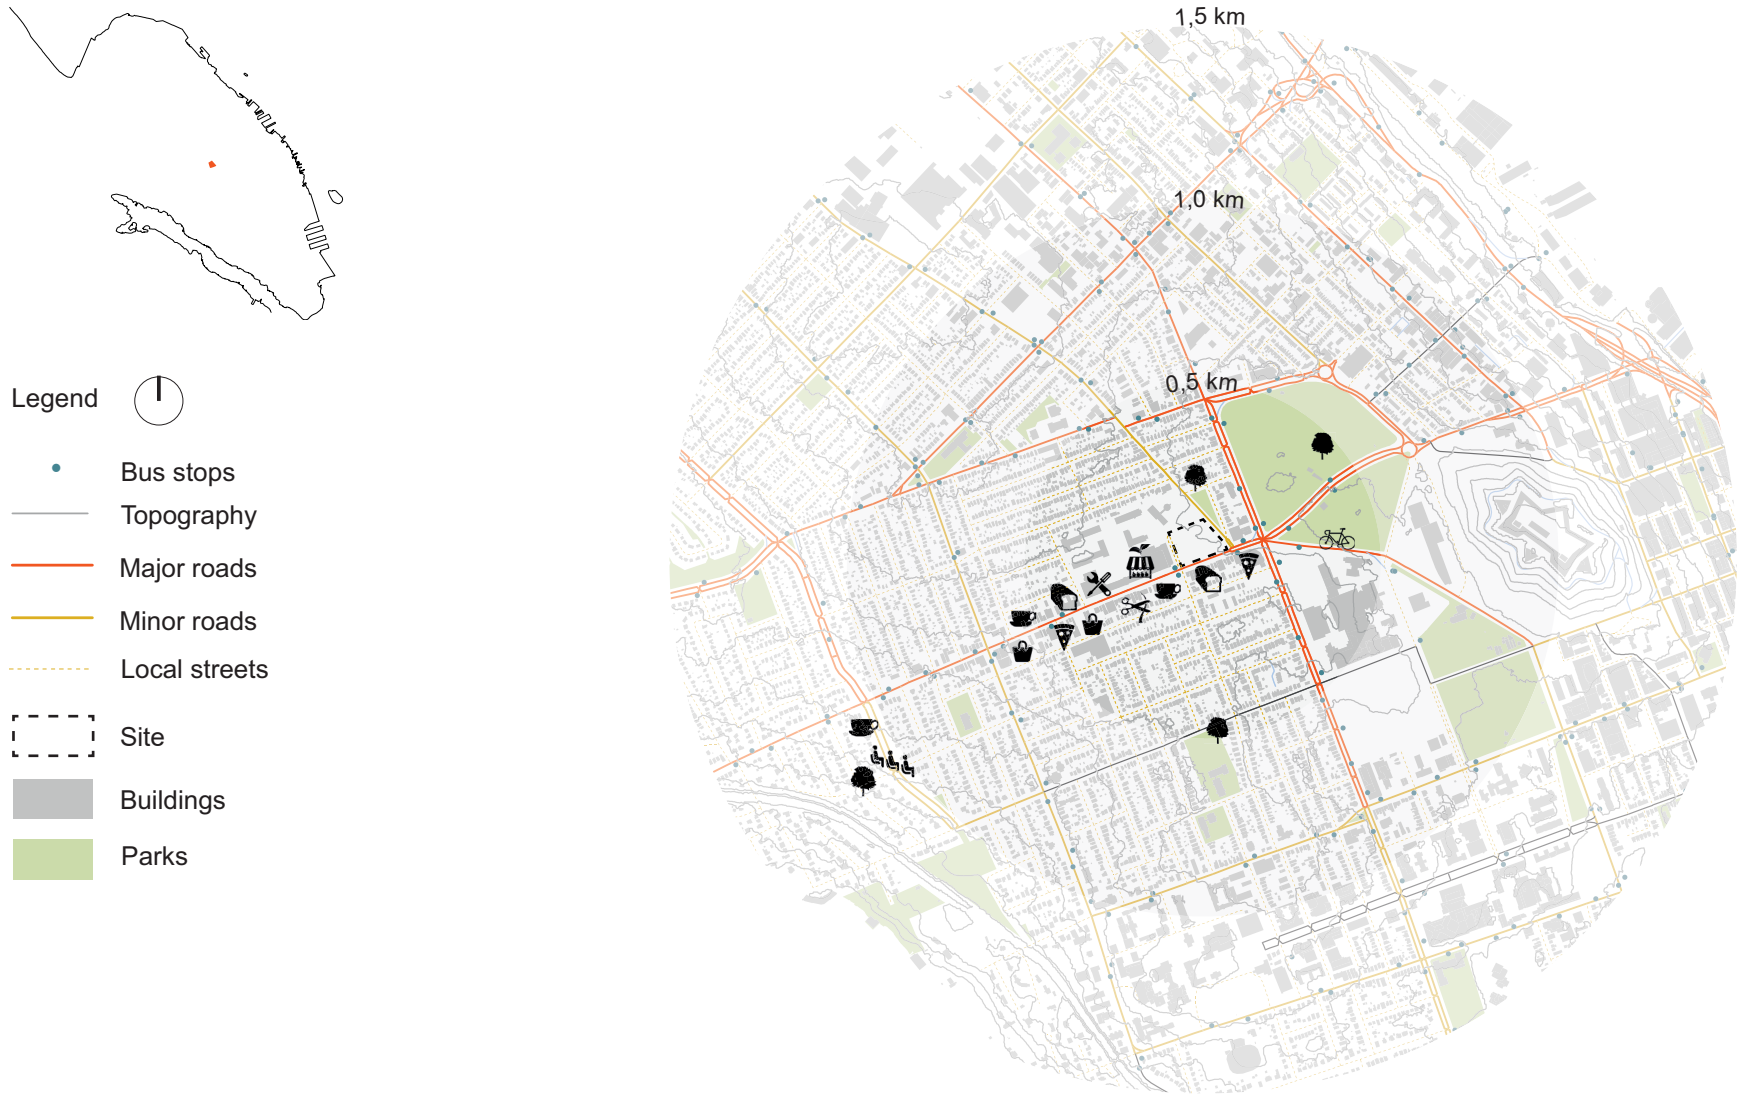 1,5 km
1,0 km
0,5 km
Legend
Bus stops
Topography
Major roads
Minor roads
Local streets
Site
Buildings
Parks